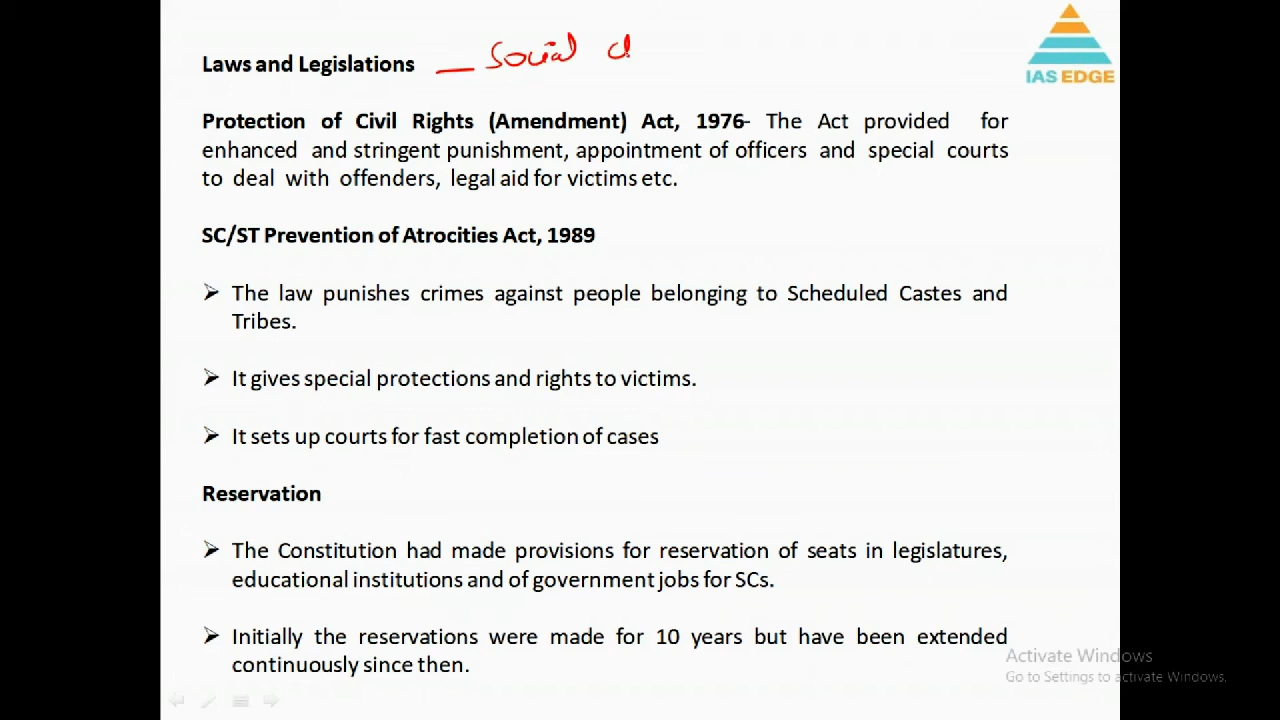 Laws and Legislations _ Social
IAS EDGE
Protection of Civil Rights (Amendment) Act, 1976- The Act provided for
enhanced and stringent punishment, appointment of officers and special courts
to deal with offenders, legal aid for victims etc.
SC/ST Prevention of Atrocities Act, 1989
➢ The law punishes crimes against people belonging to Scheduled Castes and
Tribes.
➢ It gives special protections and rights to victims.
➢ It sets up courts for fast completion of cases
Reservation
➢ The Constitution had made provisions for reservation of seats in legislatures,
educational institutions and of government jobs for SCs.
➢ Initially the reservations were made for 10 years but have been extended
continuously since then.
Activate Windows
Go to Settings to activate Windows.